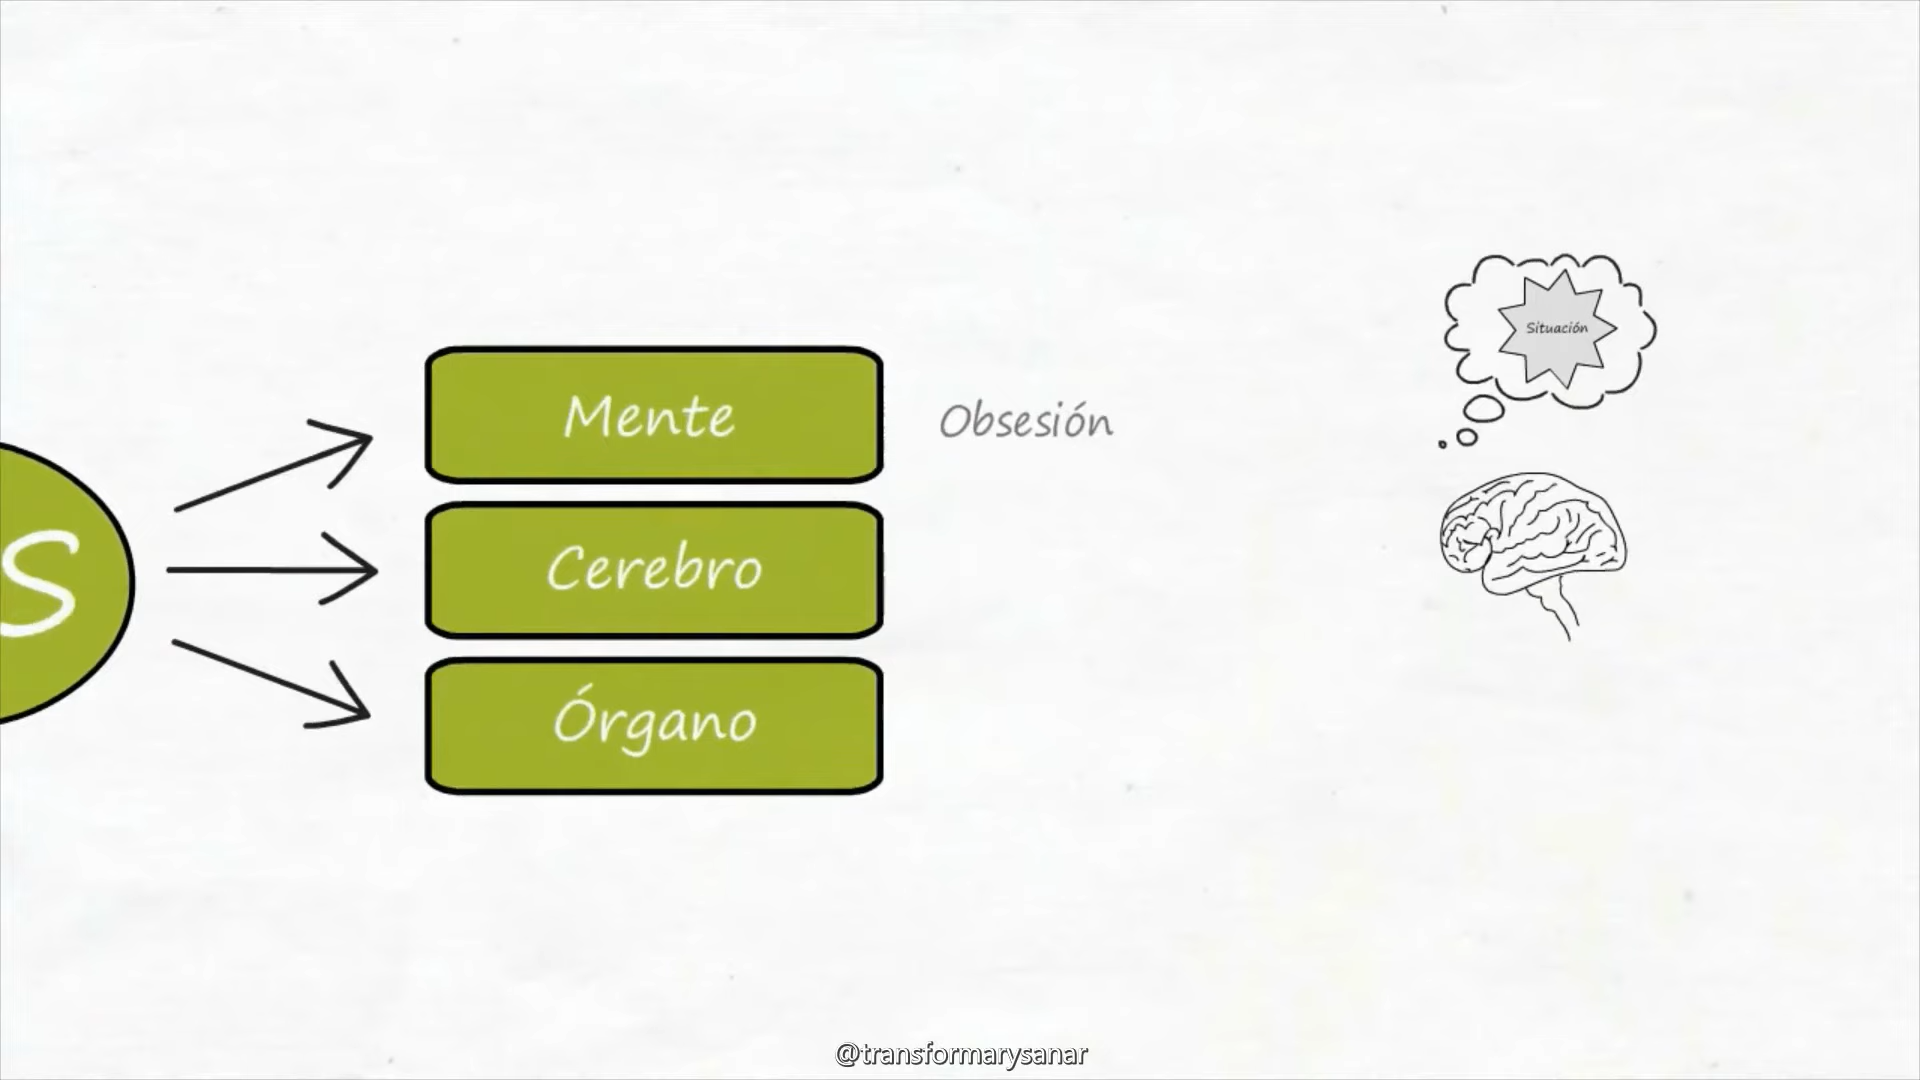 S
Mente
Obsesión
Situación
Cerebro
Órgano
@transformarysanar